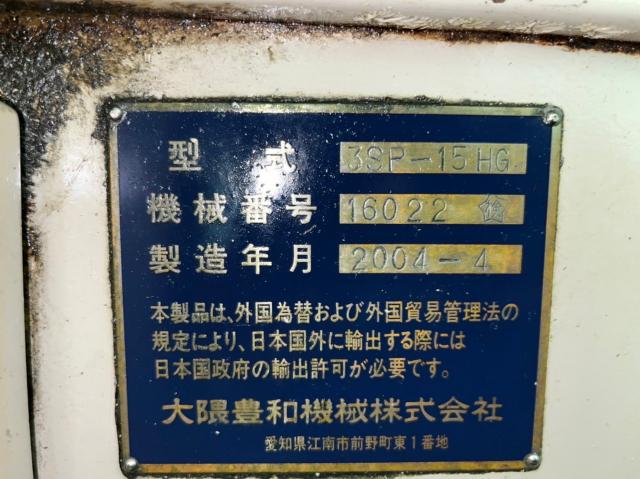 型式 3SP-15HG
機械番号 16022 檢
製造年月 2004-4
本製品は、外国為替および外国貿易管理法の
規定により、日本国外に輸出する際には
日本国政府の輸出許可が必要です。
大隈豊和機械株式会社
愛知県江南市前野町東1番地